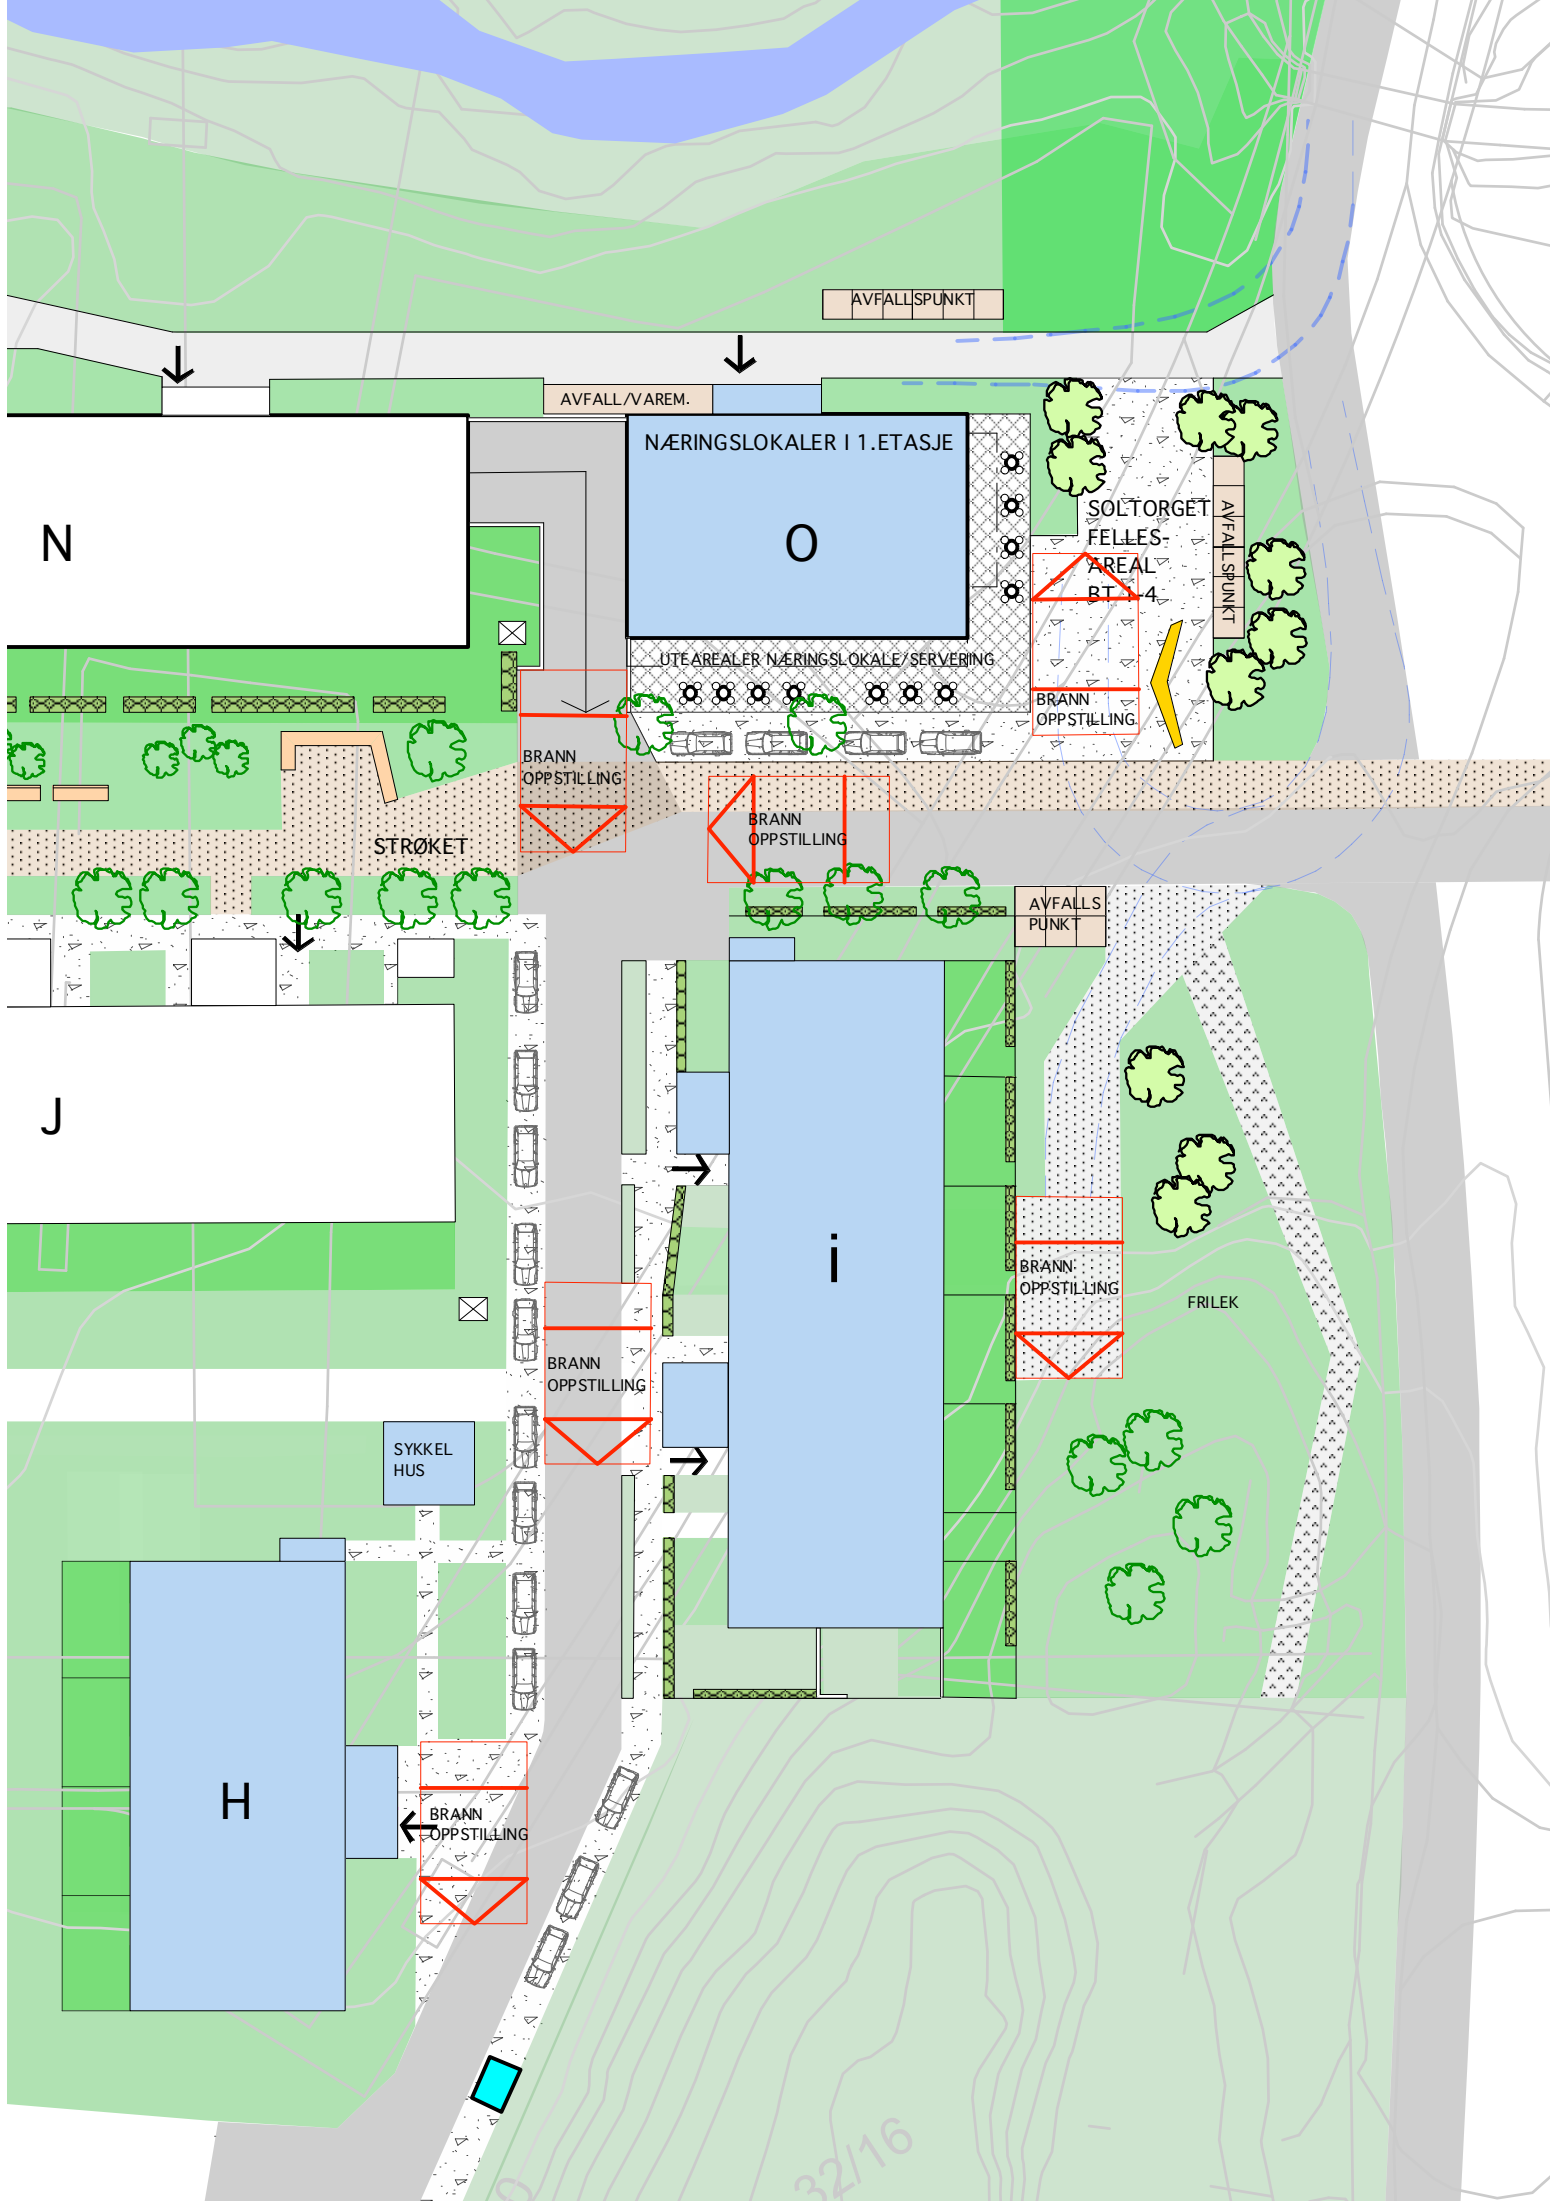 AVFALLSPUNKT
AVFALL/VAREM.
NÆRINGSLOKALER I 1.ETASJE
N
O
SOLTORGET
FELLES-
AREAL
BT 1-4
AVFALLSPUNKT
UTEAREALER NÆRINGSLOKALE/SERVERING
BRANN
OPPSTILLING
BRANN
OPPSTILLING
BRANN
OPPSTILLING
STRØKET
AVFALLS
PUNKT
J
i
BRANN
OPPSTILLING
FRILEK
BRANN
OPPSTILLING
SYKKEL
HUS
H
BRANN
OPPSTILLING
32/16